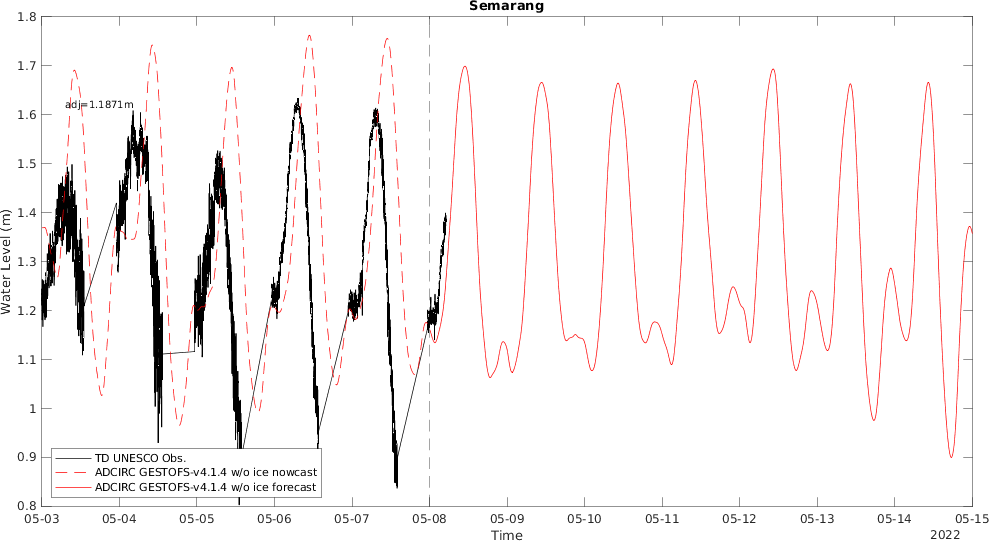 Semarang
1.8
1.7
1.6
1.5
1.4
1.3
1.2
1.1
1
0.9
0.8
Water Level (m)
adj=1.1871m
TD UNESCO Obs.
ADCIRC GESTOFS-v4.1.4 w/o ice nowcast
ADCIRC GESTOFS-v4.1.4 w/o ice forecast
05-03 05-04 05-05 05-06 05-07 05-08 05-09 05-10 05-11 05-12 05-13 05-14 05-15
Time
2022